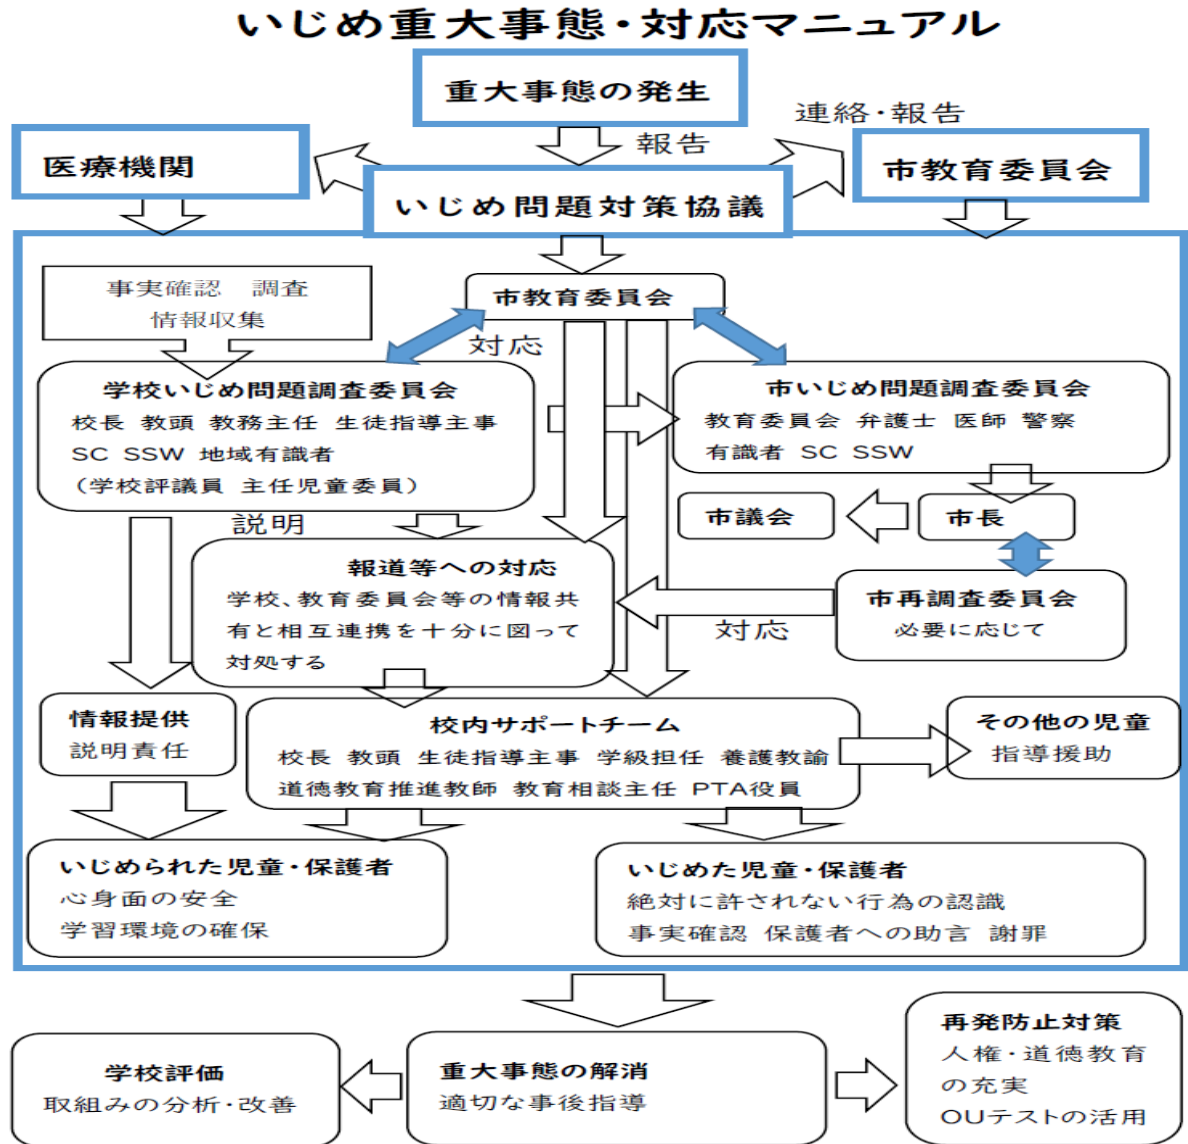 いじめ重大事態・対応マニュアル
重大事態の発生
連絡・報告
報告
医療機関
市教育委員会
いじめ問題対策協議
事実確認　調査
情報収集
市教育委員会
対応
学校いじめ問題調査委員会
校長 教頭 教務主任 生徒指導主事
SC SSW 地域有識者
（学校評議員 主任児童委員）
市いじめ問題調査委員会
教育委員会 弁護士 医師 警察
有識者 SC SSW
説明
市議会
市長
報道等への対応
学校、教育委員会等の情報共
有と相互連携を十分に図って
対処する
市再調査委員会
必要に応じて
対応
情報提供
説明責任
校内サポートチーム
校長 教頭 生徒指導主事 学級担任 養護教諭
道徳教育推進教師 教育相談主任 PTA役員
その他の児童
指導援助
いじめられた児童・保護者
心身面の安全
学習環境の確保
いじめた児童・保護者
絶対に許されない行為の認識
事実確認 保護者への助言 謝罪
学校評価
取組みの分析・改善
重大事態の解消
適切な事後指導
再発防止対策
人権・道徳教育
の充実
OUテストの活用